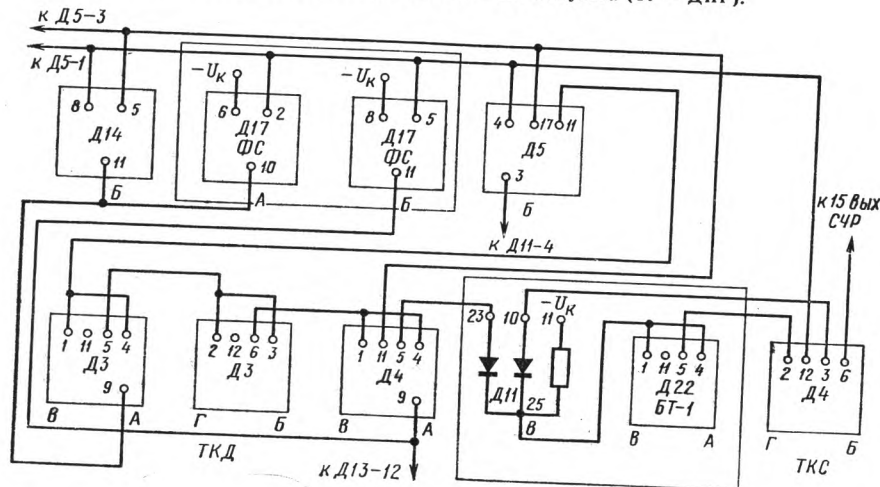 к Д5-3
к Д5-1
-Uк
-Uк
8 5
6 2
8 5
4 17 11
Д14
Д17
ФС
Д17
ФС
Д5
11
10
11
3
Б
А
Б
Б
к Д11-4
к 15 Вых
СЧР
23 10 11
-Uк
1 11 5 4
2 12 6 3
1 11 5 4
1 11 5 4
2 12 3 6
Д3
Д3
Д4
Д11
Д22
БТ-1
Д4
9
9
25
В А
Г Б
В А
В
В А
Г Б
ТКД
ТКС
к Д13-12